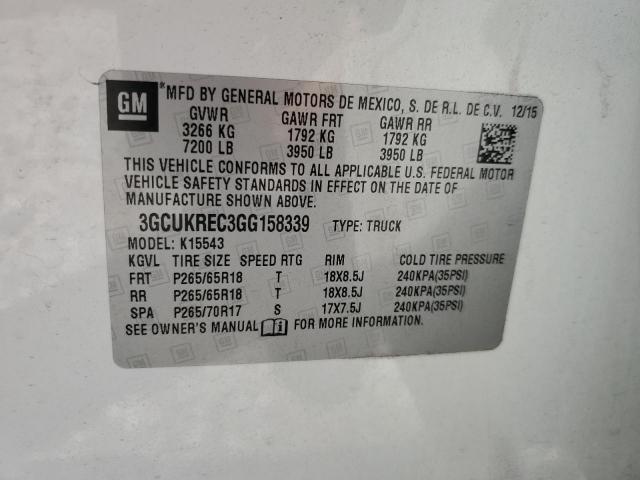 GM
*MFD BY GENERAL MOTORS DE MEXICO, S. DE R.L. DE C.V. 12/15
GVWR GAWR FRT GAWR RR
3266 KG 1792 KG 1792 KG
7200 LB 3950 LB 3950 LB
THIS VEHICLE CONFORMS TO ALL APPLICABLE U.S. FEDERAL MOTOR
VEHICLE SAFETY STANDARDS IN EFFECT ON THE DATE OF
MANUFACTURE SHOWN ABOVE.
3GCUKREC3GG158339 TYPE: TRUCK
MODEL: K15543
KGVL TIRE SIZE SPEED RTG RIM COLD TIRE PRESSURE
FRT P265/65R18 T 18X8.5J 240KPA(35PSI)
RR P265/65R18 T 18X8.5J 240KPA(35PSI)
SPA P265/70R17 S 17X7.5J 240KPA(35PSI)
SEE OWNER'S MANUAL FOR MORE INFORMATION.